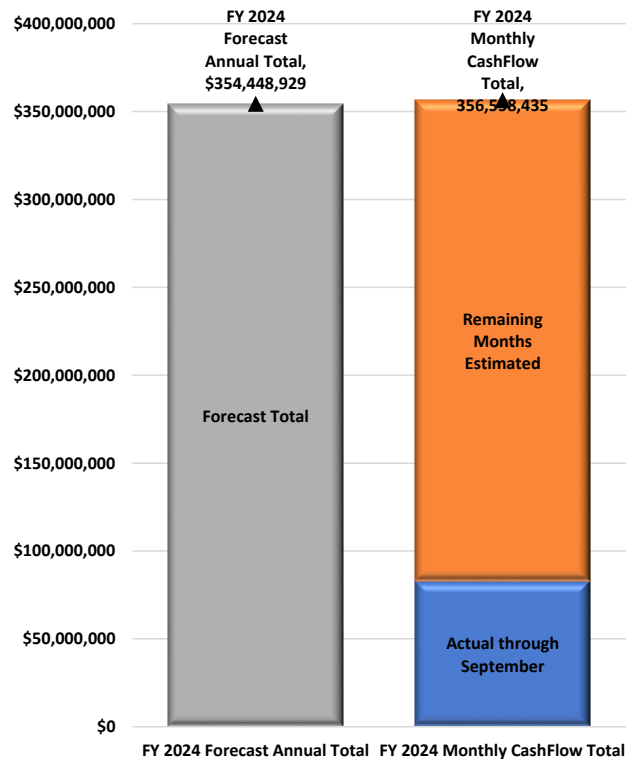 $400,000,000
$350,000,000
$300,000,000
$250,000,000
$200,000,000
$150,000,000
$100,000,000
$50,000,000
$0
FY 2024
Forecast
Annual Total,
$354,448,929
Forecast Total
FY 2024 Forecast Annual Total
FY 2024
Monthly
CashFlow
Total,
Remaining
Months
Estimated
Actual through
September
FY 2024 Monthly CashFlow Total